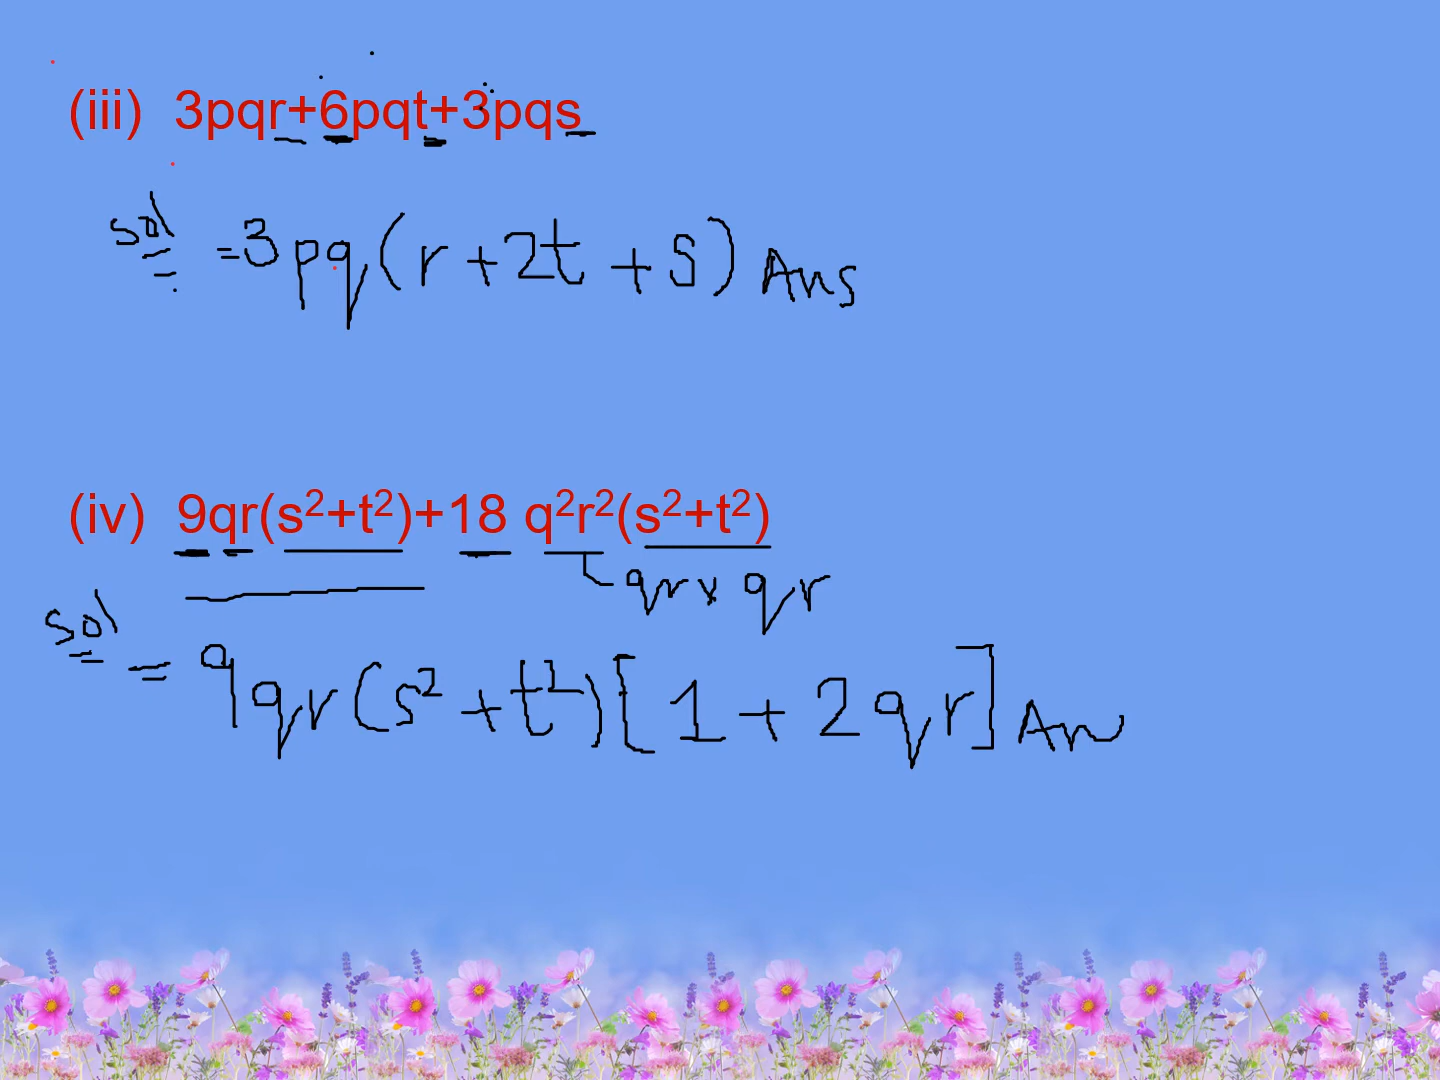 (iii) 3pqr+6pqt+3pqs
sol
=3pq(r+2t+s) Ans
(iv) 9qr(s²+t²)+18 q²r²(s²+t²)
qr x qr
sol
= 9qr(s²+t²)[1+2qr] An